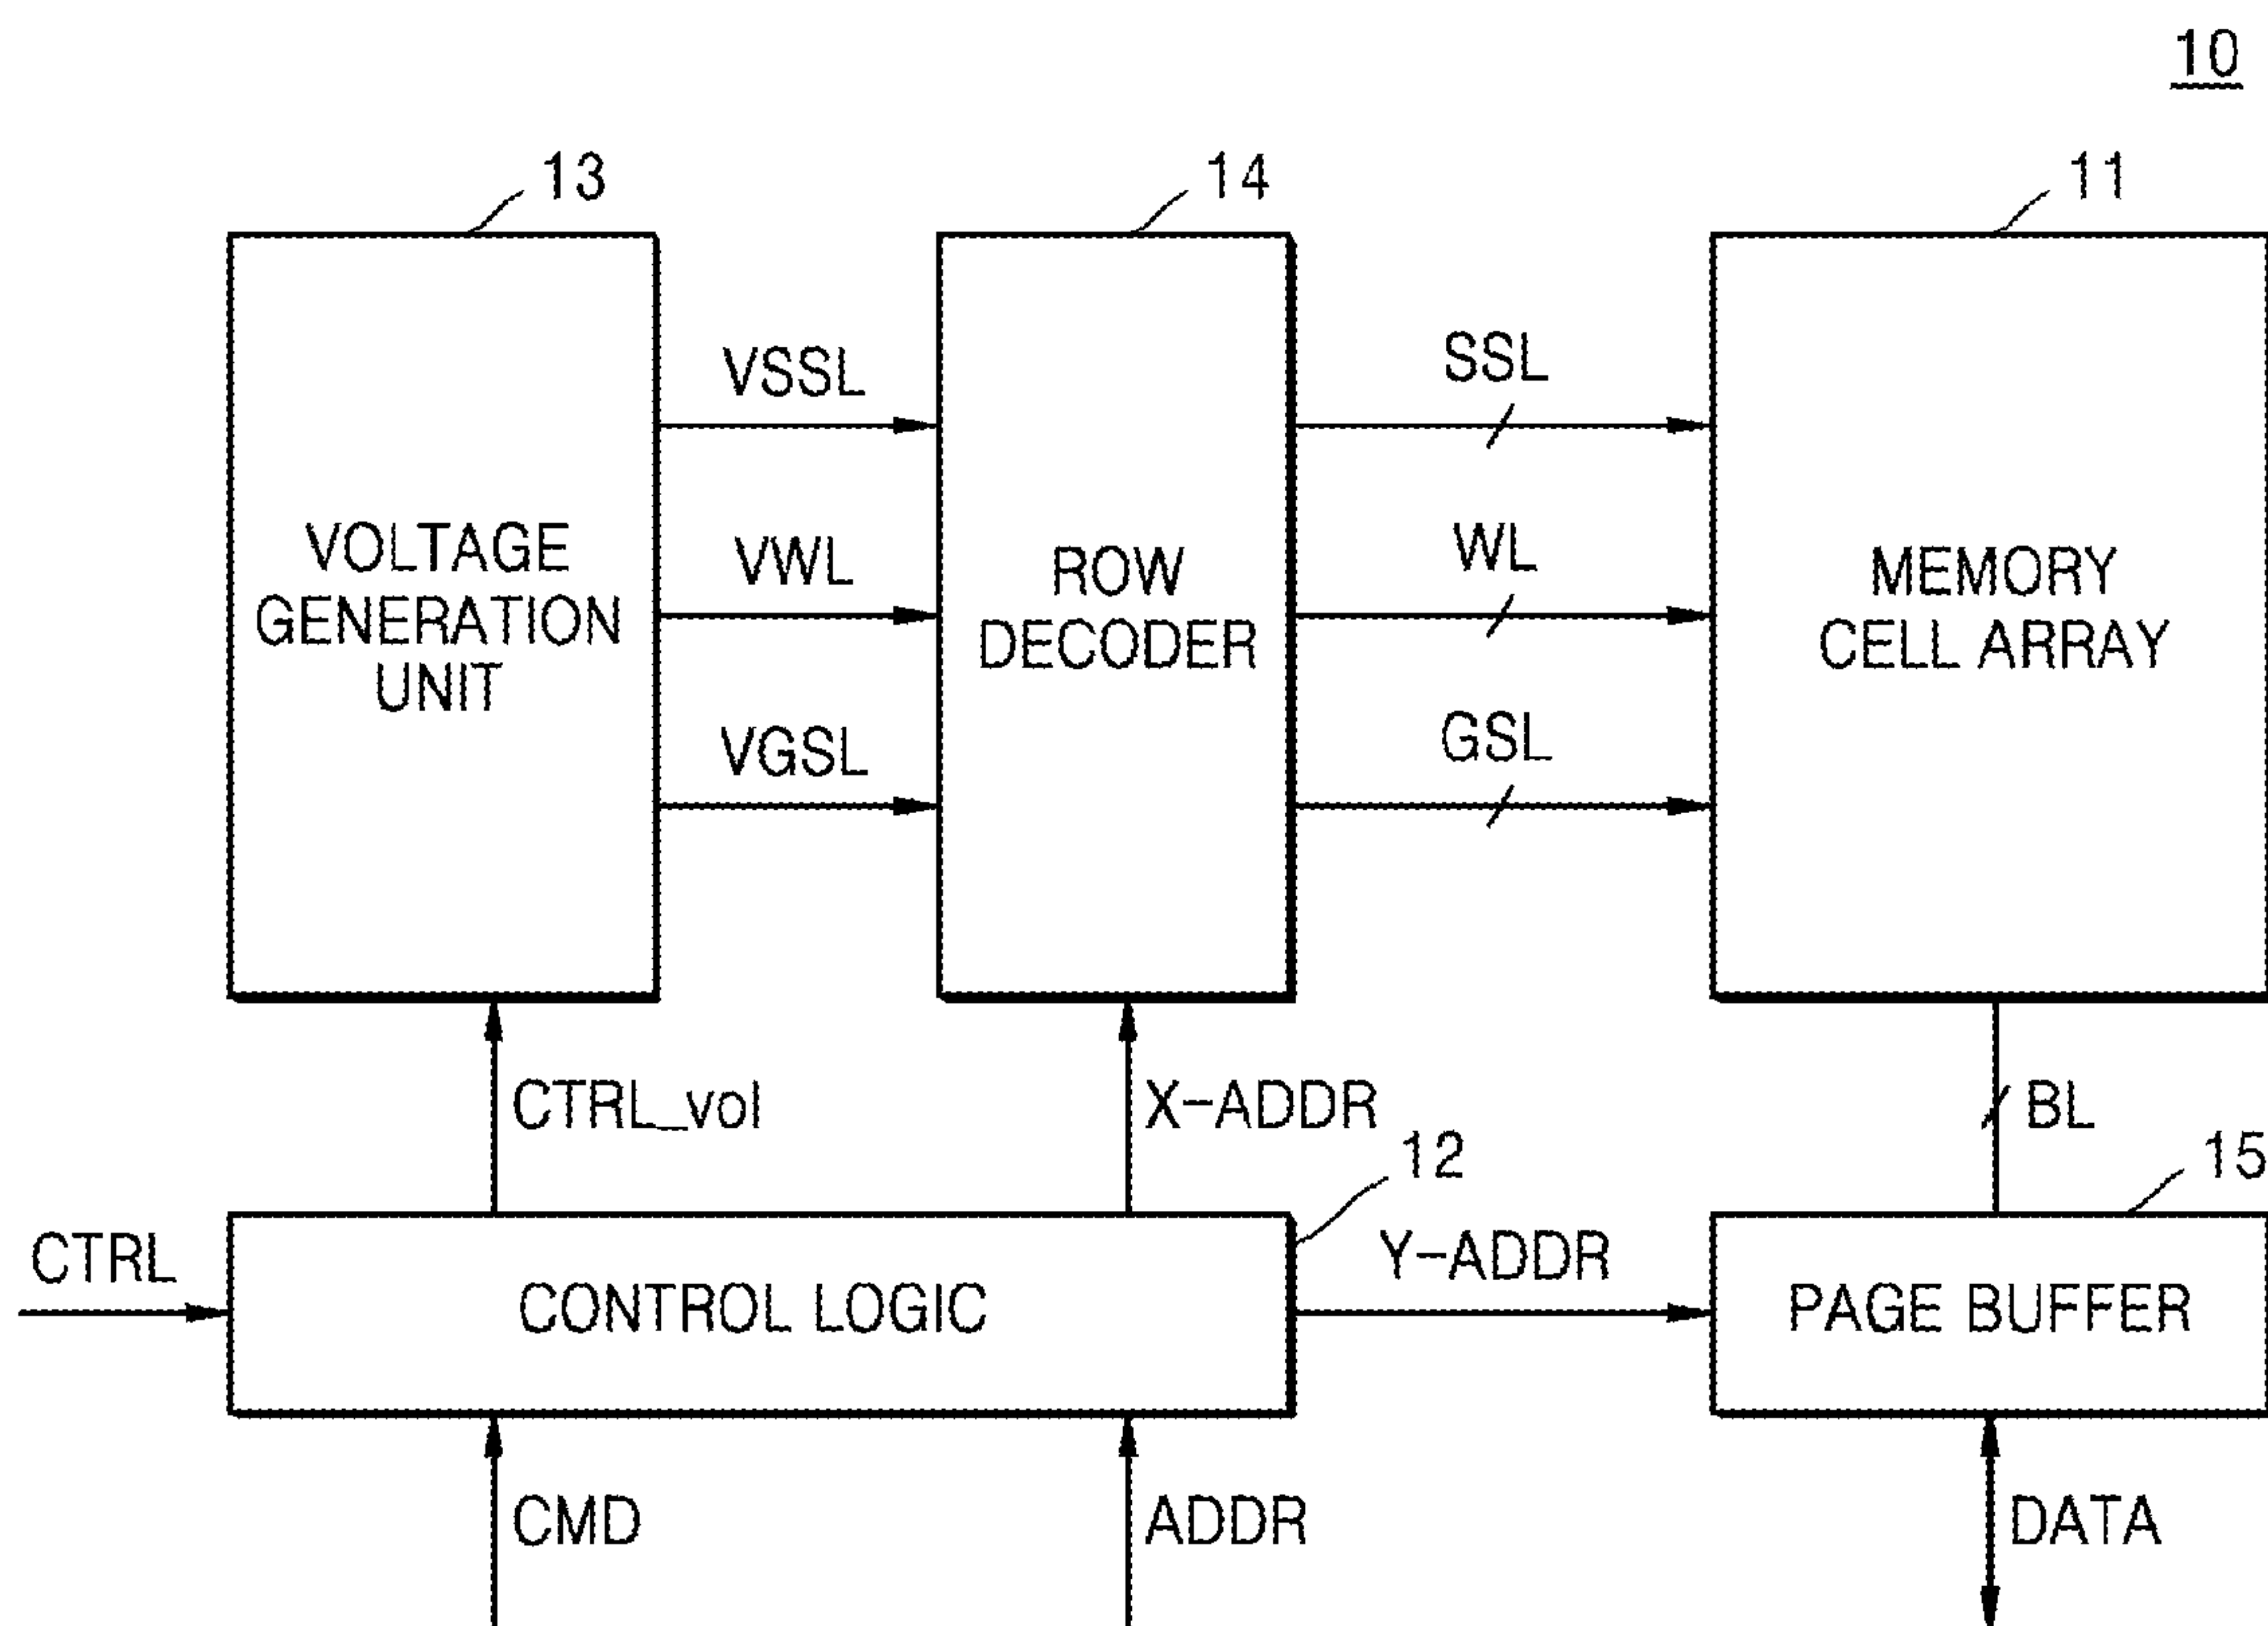 10
13
14
11
VSSL
SSL
VOLTAGE
GENERATION
UNIT
VWL
ROW
DECODER
WL
MEMORY
CELL ARRAY
VGSL
GSL
CTRL_vol
X-ADDR
BL
12
15
CTRL
CONTROL LOGIC
Y-ADDR
PAGE BUFFER
CMD
ADDR
DATA